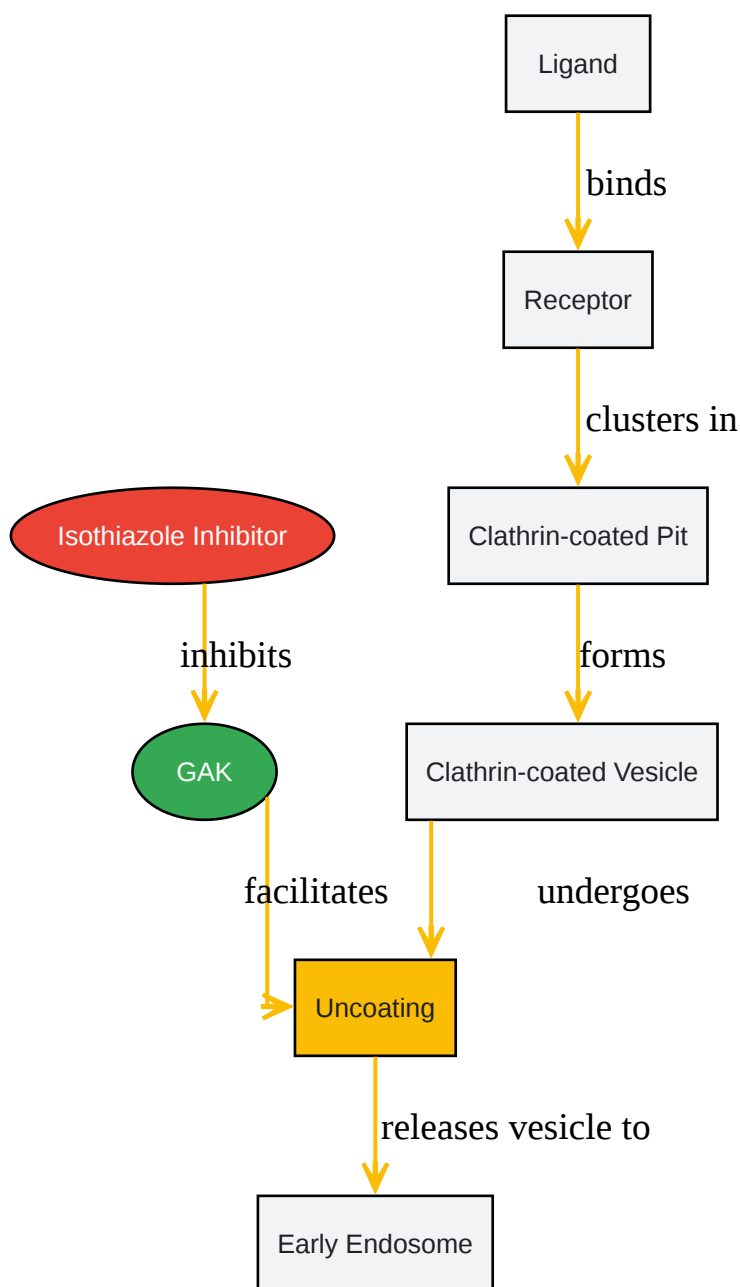 Ligand
binds
Receptor
clusters in
Isothiazole Inhibitor
Clathrin-coated Pit
inhibits
forms
GAK
Clathrin-coated Vesicle
facilitates
undergoes
Uncoating
releases vesicle to
Early Endosome